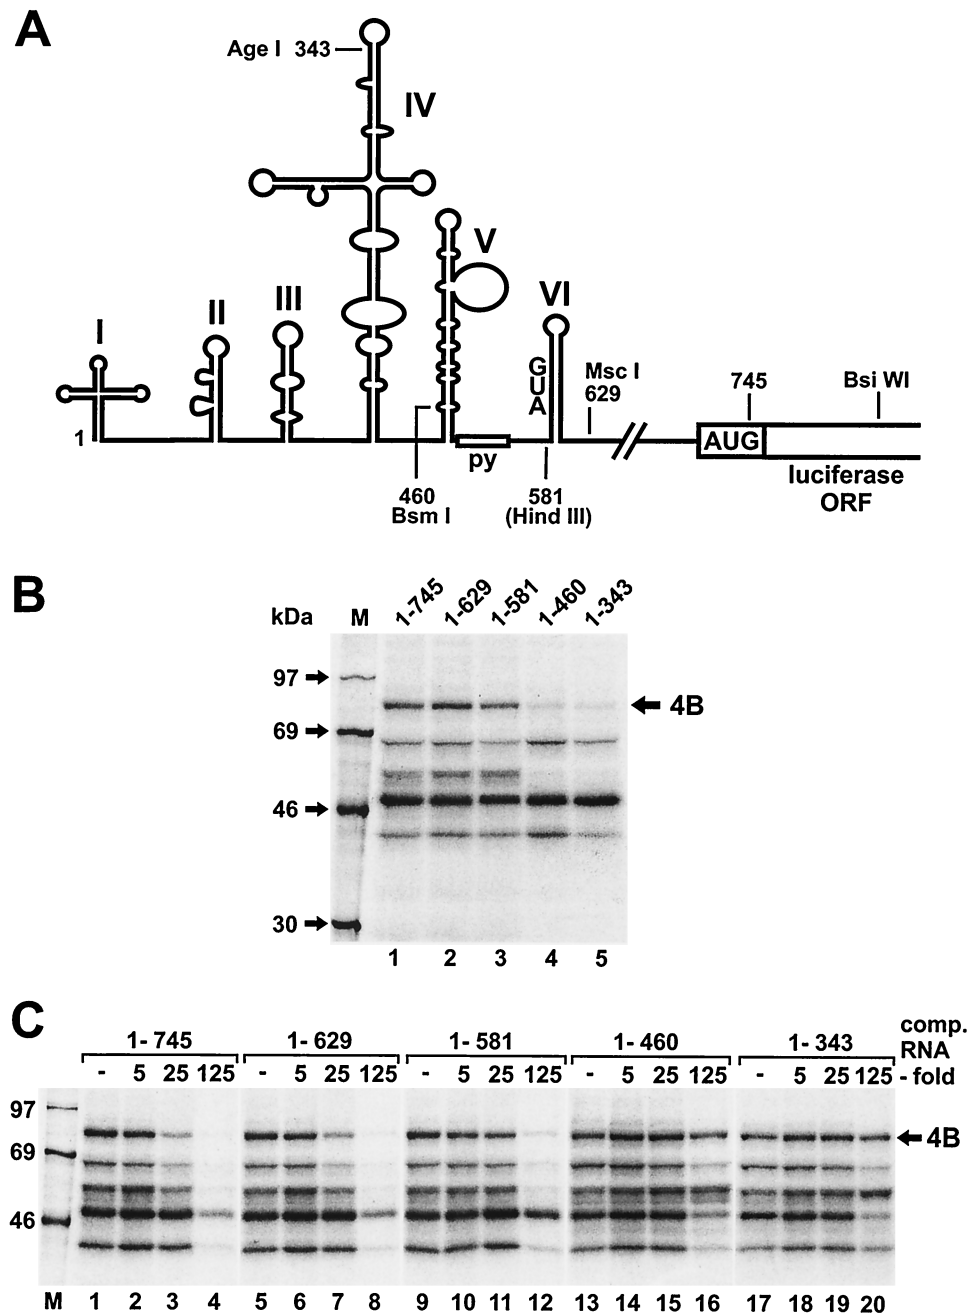 A
Age I 343
IV
V
III
VI
II
I
G
U
A
Msc I
629
745
Bsi WI
1
AUG
py
luciferase
ORF
460
Bsm I
581
(Hind III)
B
kDa M 1-745 1-629 1-581 1-460 1-343
97
4B
69
46
30
1 2 3 4 5
C
1-745 1-629 1-581 1-460 1-343 comp.
RNA
- 5 25 125 - 5 25 125 - 5 25 125 - 5 25 125 - 5 25 125 -fold
97
4B
69
46
M 1 2 3 4 5 6 7 8 9 10 11 12 13 14 15 16 17 18 19 20